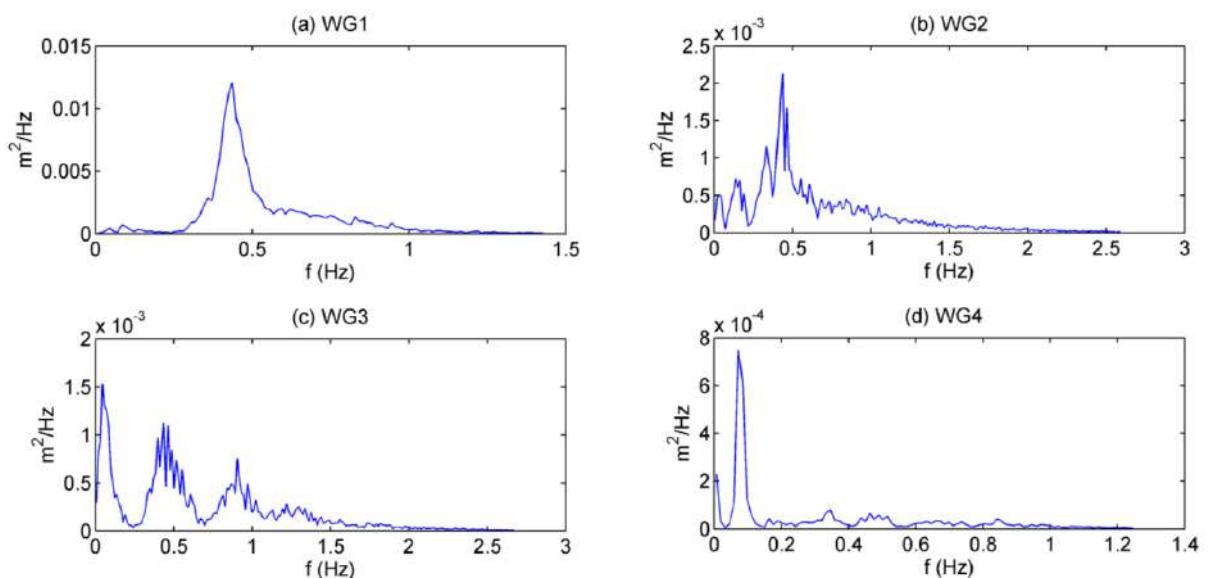 (a) WG1
0.015
0.01
0.005
0
m²/Hz
0 0.5 1 1.5
f (Hz)
(b) WG2
x 10⁻³
2.5
2
1.5
1
0.5
0
m²/Hz
0 0.5 1 1.5 2 2.5 3
f (Hz)
(c) WG3
x 10⁻³
2
1.5
1
0.5
0
m²/Hz
0 0.5 1 1.5 2 2.5 3
f (Hz)
(d) WG4
x 10⁻⁴
8
6
4
2
0
m²/Hz
0 0.2 0.4 0.6 0.8 1 1.2 1.4
f (Hz)